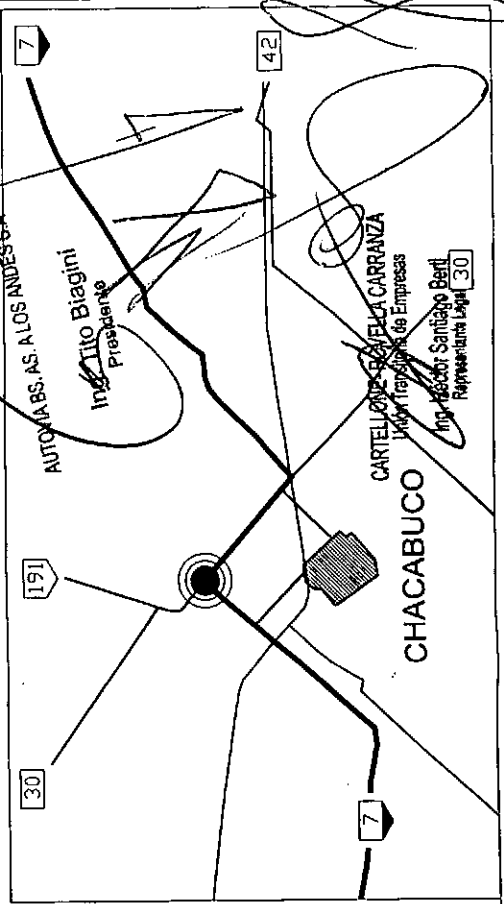 7
42
AUTOVIA BS. AS. A LOS ANDES S.A.
Ing. Tito Biagini
Presidente
191
30
CARTELLONE - ROVELLA CARRANZA
Unión Transitoria de Empresas
Ing. Héctor Santiago Berti
Representante Legal
30
CHACABUCO
7